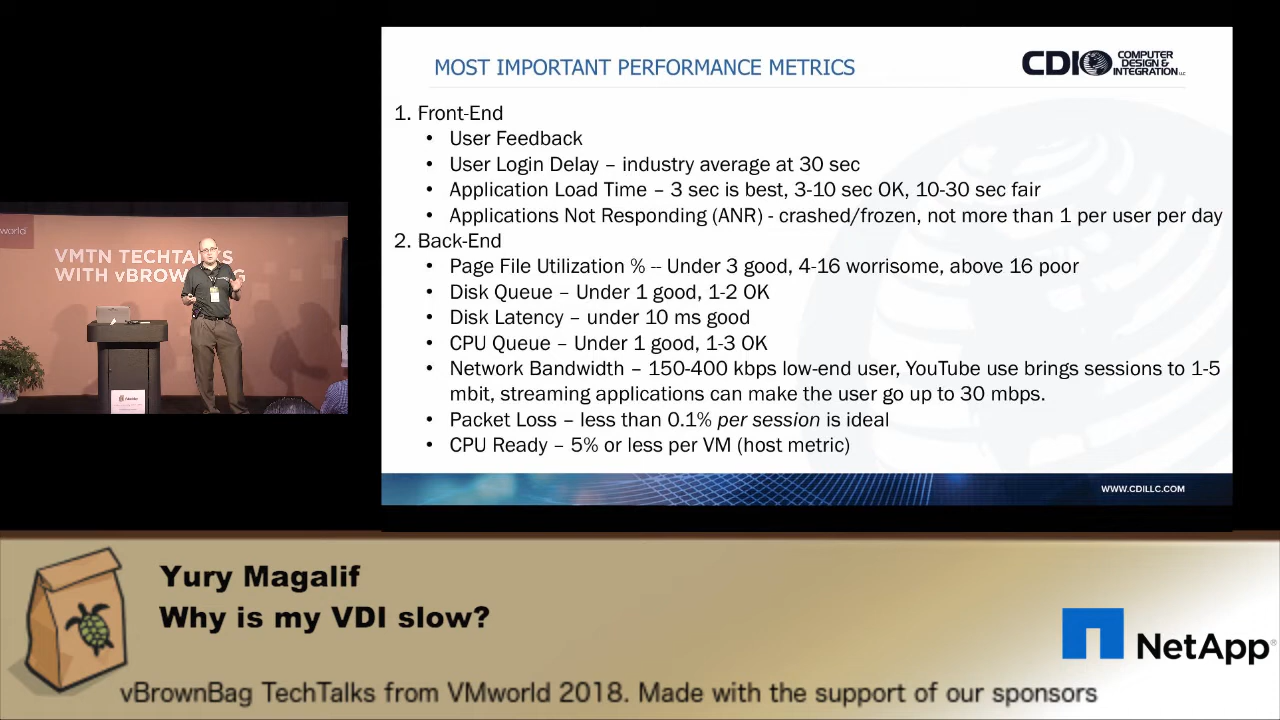 MOST IMPORTANT PERFORMANCE METRICS
CDI COMPUTER DESIGN & INTEGRATION LLC
1. Front-End
• User Feedback
• User Login Delay – industry average at 30 sec
• Application Load Time – 3 sec is best, 3-10 sec OK, 10-30 sec fair
• Applications Not Responding (ANR) - crashed/frozen, not more than 1 per user per day
2. Back-End
• Page File Utilization % -- Under 3 good, 4-16 worrisome, above 16 poor
• Disk Queue – Under 1 good, 1-2 OK
• Disk Latency – under 10 ms good
• CPU Queue – Under 1 good, 1-3 OK
• Network Bandwidth – 150-400 kbps low-end user, YouTube use brings sessions to 1-5
mbit, streaming applications can make the user go up to 30 mbps.
• Packet Loss – less than 0.1% per session is ideal
• CPU Ready – 5% or less per VM (host metric)
WWW.CDILLC.COM
world
VMTN TECHTALKS
WITH vBROWNBAG
Yury Magalif
Why is my VDI slow?
NetApp®
vBrownBag TechTalks from VMworld 2018. Made with the support of our sponsors